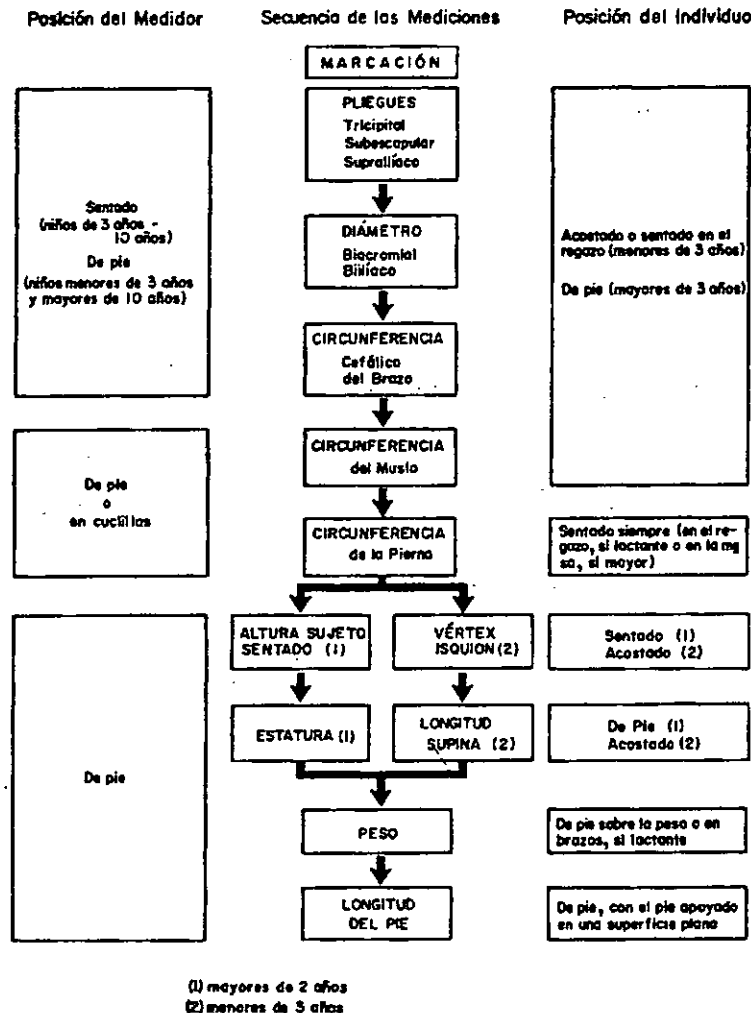 Posición del Medidor
Secuencia de las Mediciones
Posición del Individuo
MARCACIÓN
PLIEGUES
Tricipital
Subescapular
Suprailíaco
Sentado
(niños de 3 años -
10 años)
De pie
(niños menores de 3 años
y mayores de 10 años)
DIÁMETRO
Biacromial
Biilíaco
Acostado o sentado en el
regazo (menores de 3 años)
De pie (mayores de 3 años)
CIRCUNFERENCIA
Cefálica
del Brazo
De pie
o
en cuclillas
CIRCUNFERENCIA
del Muslo
CIRCUNFERENCIA
de la Pierna
Sentado siempre (en el re-
gazo, si lactante o en la me
sa, si mayor)
De pie
ALTURA SUJETO
SENTADO (1)
VÉRTEX
ISQUION (2)
Sentado (1)
Acostado (2)
ESTATURA (1)
LONGITUD
SUPINA (2)
De Pie (1)
Acostado (2)
PESO
De pie sobre la pesa o en
brazos, si lactante
LONGITUD
DEL PIE
De pie, con el pie apoyado
en una superficie plana
(1) mayores de 2 años
(2) menores de 3 años